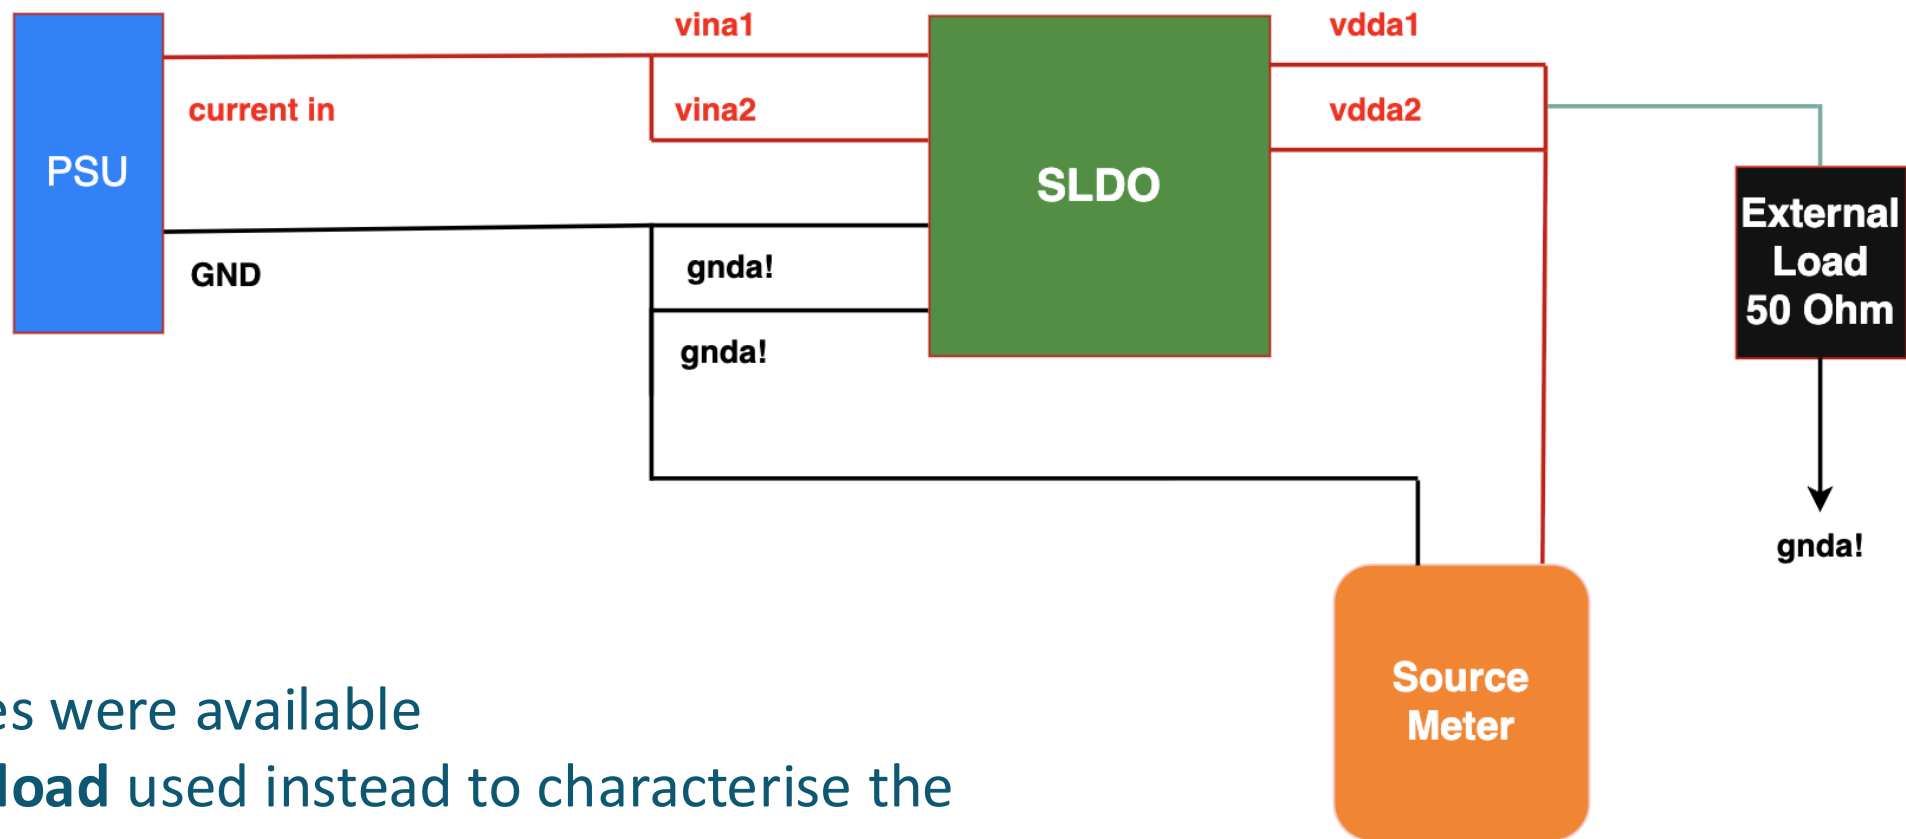 vina1
vdda1
current in
vina2
vdda2
PSU
SLDO
External
Load
50 Ohm
GND
gnda!
gnda!
gnda!
Source
Meter
es were available
load used instead to characterise the